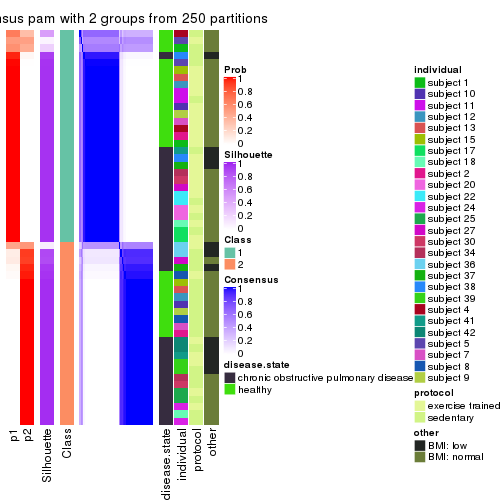 nsus pam with 2 groups from 250 partitions
Prob
1
0.8
0.6
0.4
0.2
0
Silhouette
1
0.8
0.6
0.4
0.2
0
Class
1
2
Consensus
1
0.8
0.6
0.4
0.2
0
disease.state
chronic obstructive pulmonary disease
healthy
individual
subject 1
subject 10
subject 11
subject 12
subject 13
subject 15
subject 17
subject 18
subject 2
subject 20
subject 22
subject 24
subject 25
subject 27
subject 30
subject 34
subject 36
subject 37
subject 38
subject 39
subject 4
subject 41
subject 42
subject 5
subject 7
subject 8
subject 9
protocol
exercise trained
sedentary
other
BMI: low
BMI: normal
p1
p2
Silhouette
Class
disease.state
individual
protocol
other